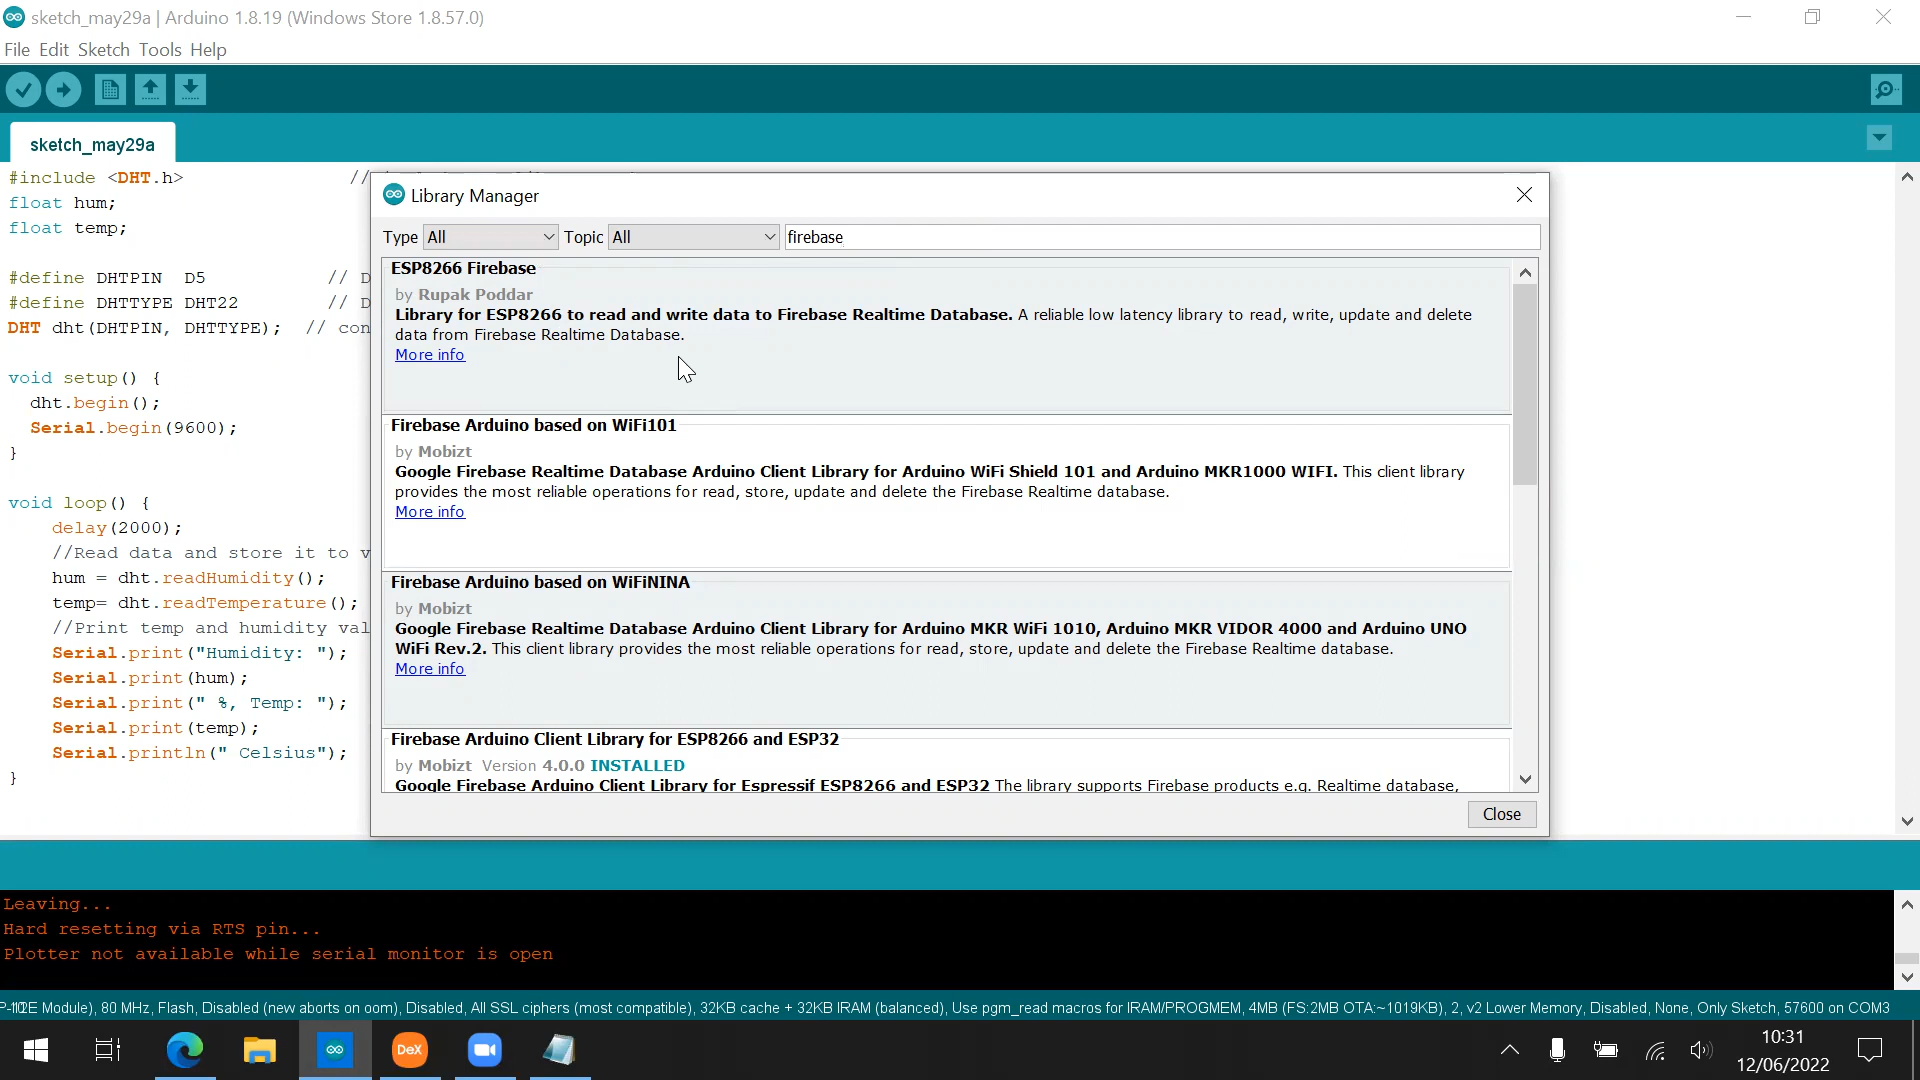 sketch_may29a | Arduino 1.8.19 (Windows Store 1.8.57.0)
File Edit Sketch Tools Help
sketch_may29a
#include <DHT.h> //
float hum;
float temp;
#define DHTPIN D5 // D
#define DHTTYPE DHT22 // D
DHT dht(DHTPIN, DHTTYPE); // con
void setup() {
dht.begin();
Serial.begin(9600);
}
void loop() {
delay(2000);
//Read data and store it to v
hum = dht.readHumidity();
temp= dht.readTemperature();
//Print temp and humidity val
Serial.print("Humidity: ");
Serial.print(hum);
Serial.print(" %, Temp: ");
Serial.print(temp);
Serial.println(" Celsius");
}
Library Manager
Type All Topic All firebase
ESP8266 Firebase
by Rupak Poddar
Library for ESP8266 to read and write data to Firebase Realtime Database. A reliable low latency library to read, write, update and delete
data from Firebase Realtime Database.
More info
Firebase Arduino based on WiFi101
by Mobizt
Google Firebase Realtime Database Arduino Client Library for Arduino WiFi Shield 101 and Arduino MKR1000 WIFI. This client library
provides the most reliable operations for read, store, update and delete the Firebase Realtime database.
More info
Firebase Arduino based on WiFiNINA
by Mobizt
Google Firebase Realtime Database Arduino Client Library for Arduino MKR WiFi 1010, Arduino MKR VIDOR 4000 and Arduino UNO
WiFi Rev.2. This client library provides the most reliable operations for read, store, update and delete the Firebase Realtime database.
More info
Firebase Arduino Client Library for ESP8266 and ESP32
by Mobizt Version 4.0.0 INSTALLED
Google Firebase Arduino Client Library for Espressif ESP8266 and ESP32 The library supports Firebase products e.g. Realtime database,
Close
Leaving...
Hard resetting via RTS pin...
Plotter not available while serial monitor is open
E Module), 80 MHz, Flash, Disabled (new aborts on oom), Disabled, All SSL ciphers (most compatible), 32KB cache + 32KB IRAM (balanced), Use pgm_read macros for IRAM/PROGMEM, 4MB (FS:2MB OTA:~1019KB), 2, v2 Lower Memory, Disabled, None, Only Sketch, 57600 on COM3
DeX
10:31
12/06/2022